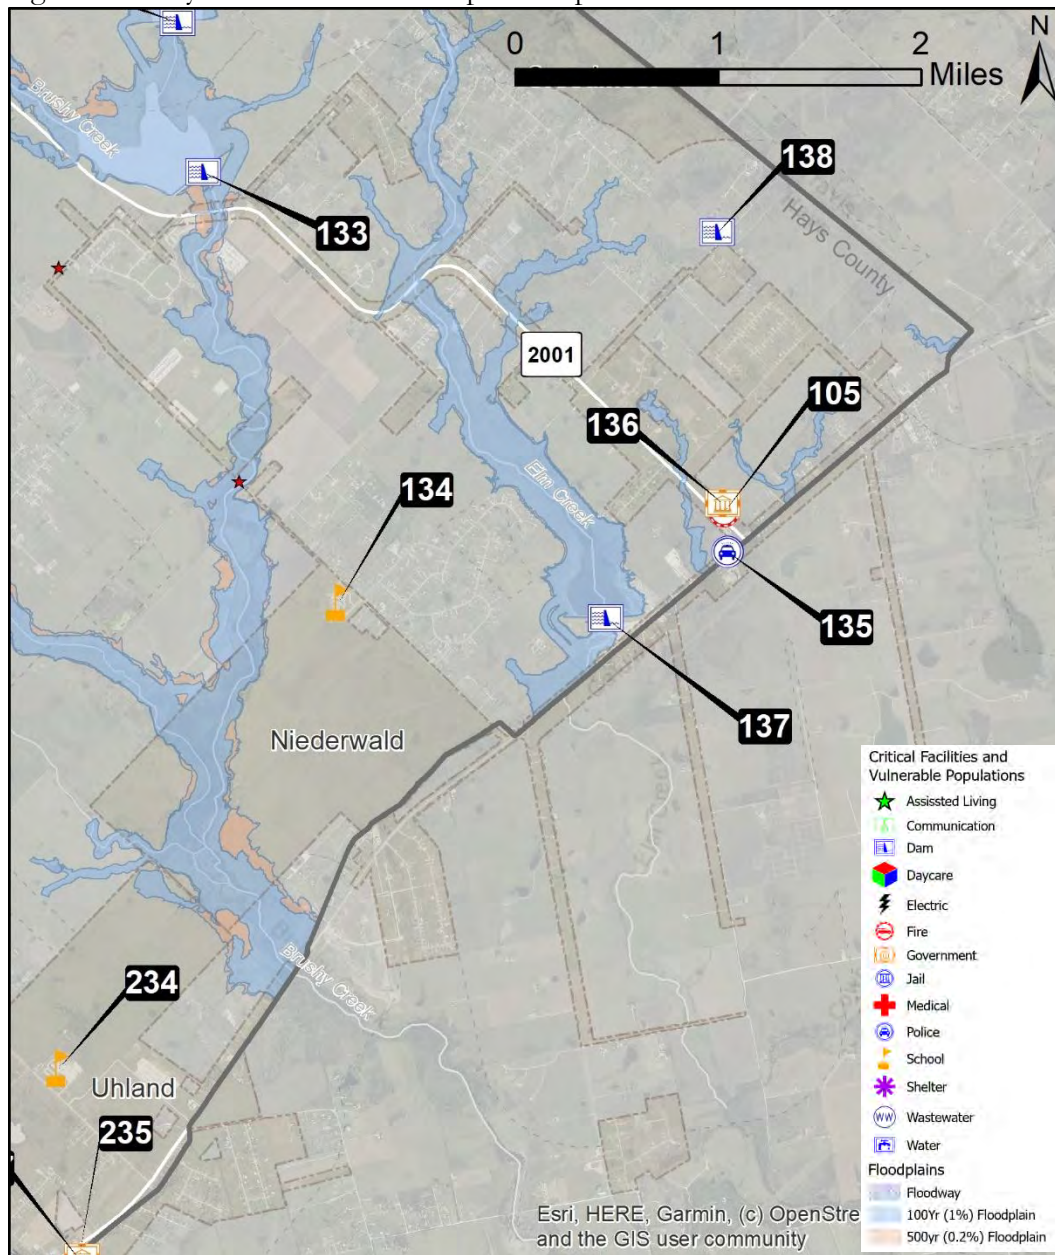 0 1 2
Miles
N
Brushy Creek
138
133
Hays County
2001
105
136
134
Elm Creek
135
137
Niederwald
Brushy Creek
234
Uhland
235
Critical Facilities and
Vulnerable Populations
Assissted Living
Communication
Dam
Daycare
Electric
Fire
Government
Jail
Medical
Police
School
Shelter
Wastewater
WW
Water
Floodplains
Floodway
100Yr (1%) Floodplain
500yr (0.2%) Floodplain
Esri, HERE, Garmin, (c) OpenStre
and the GIS user community